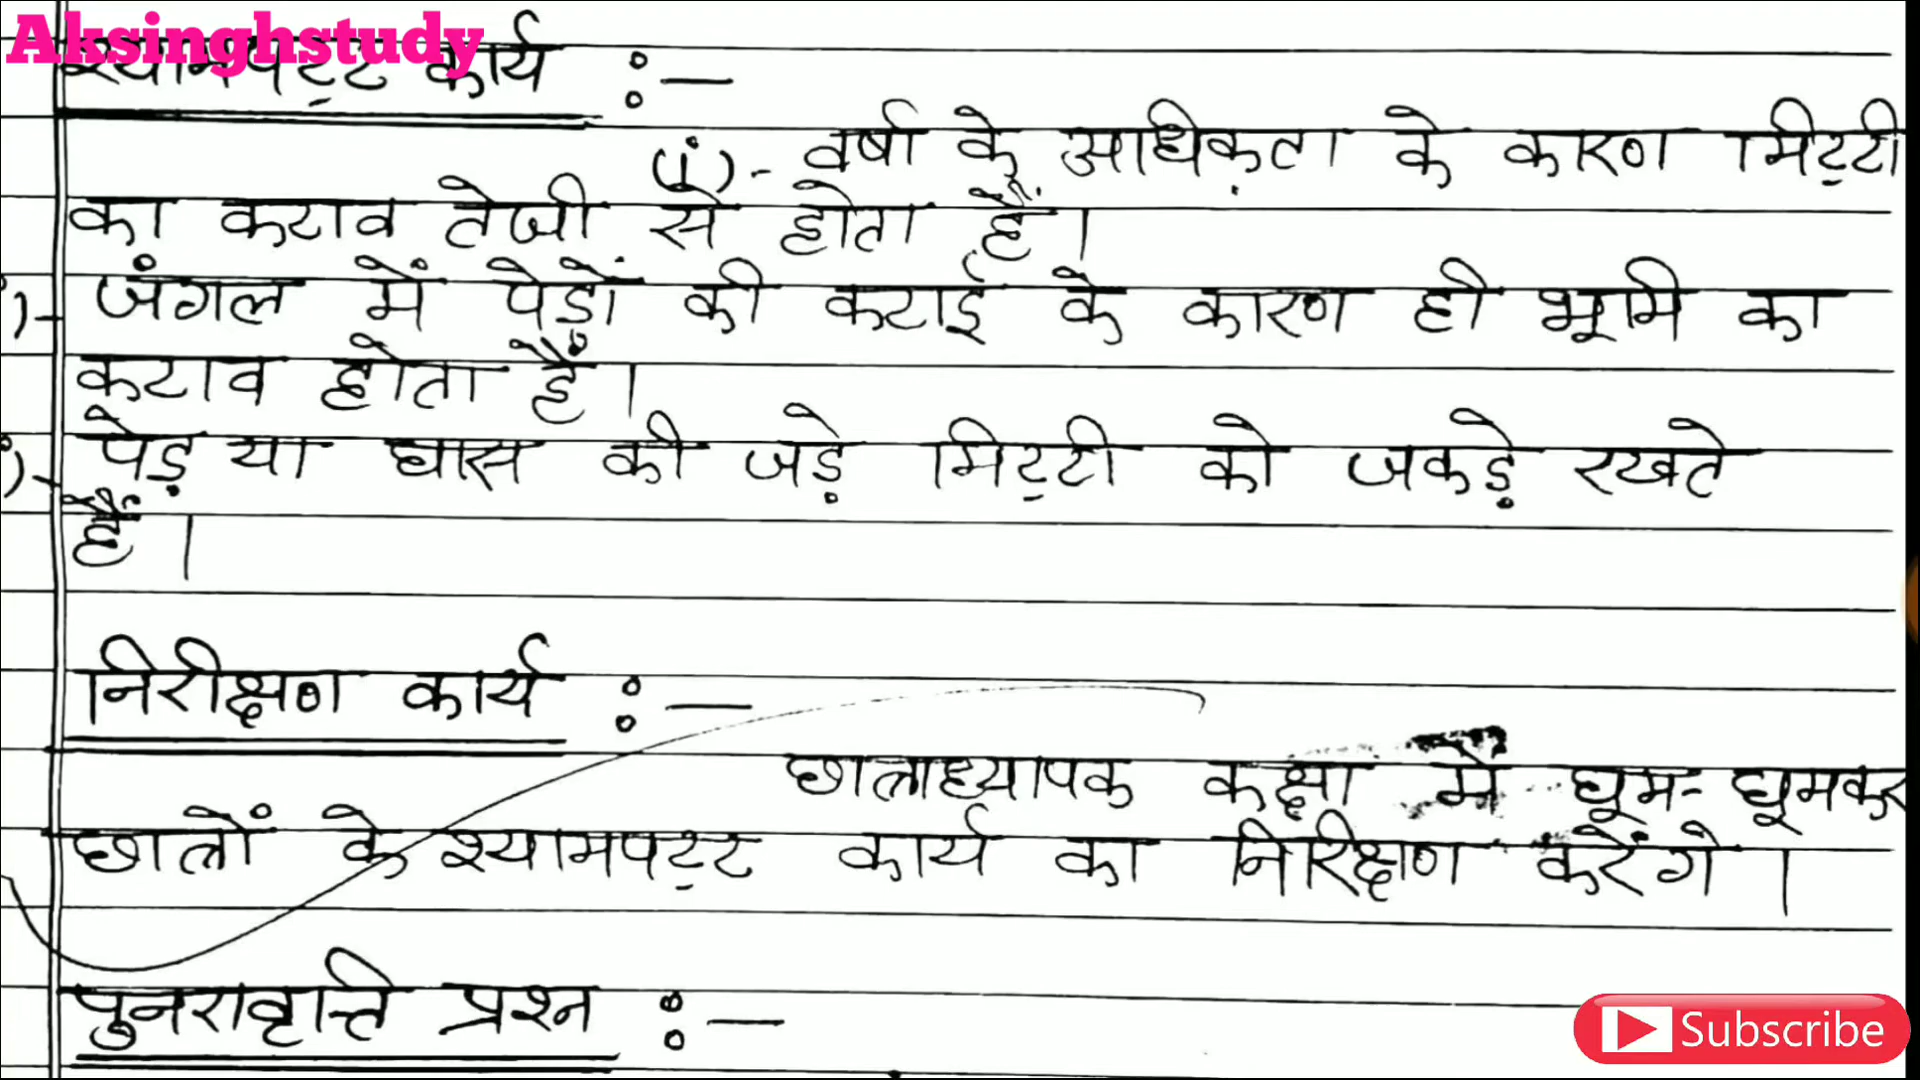 Aksinghstudy
श्यामपट्ट कार्य :—
(i)- वर्षा के अधिकता के कारण मिट्टी
का कटाव तेजी से होता हैं।
)- जंगल में पेड़ों की कटाई के कारण ही भूमि का
कटाव होता हैं।
)- पेड़ या घास की जड़े मिट्टी को जकड़े रखते
हैं।
निरीक्षण कार्य :—
छात्राध्यापक कक्षा में घूम-घूमकर
छात्रों के श्यामपट्ट कार्य का निरिक्षण करेंगे।
पुनरावृत्ति प्रश्न :—
Subscribe